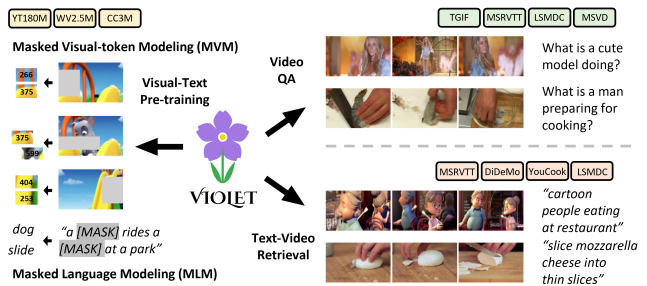 YT180M WV2.5M CC3M
Masked Visual-token Modeling (MVM)
266
375
375
599
404
253
Visual-Text
Pre-training
dog
slide
“a [MASK] rides a
[MASK] at a park”
Masked Language Modeling (MLM)
VIOLET
Video
QA
Text-Video
Retrieval
TGIF MSRVTT LSMDC MSVD
What is a cute
model doing?
What is a man
preparing for
cooking?
MSRVTT DiDeMo YouCook LSMDC
“cartoon
people eating
at restaurant”
“slice mozzarella
cheese into
thin slices”